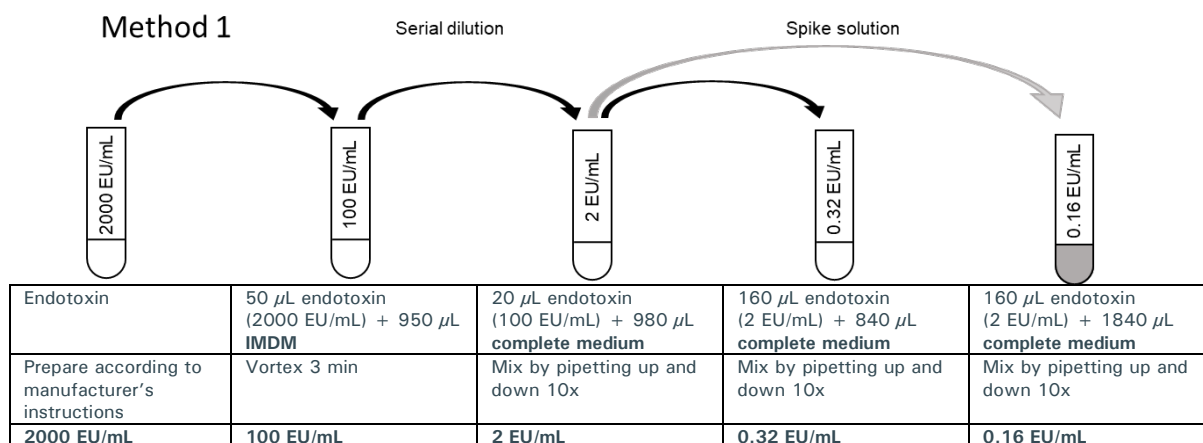 Method 1
Serial dilution
Spike solution
2000 EU/mL
100 EU/mL
2 EU/mL
0.32 EU/mL
0.16 EU/mL
Endotoxin
50 µL endotoxin
(2000 EU/mL) + 950 µL
IMDM
20 µL endotoxin
(100 EU/mL) + 980 µL
complete medium
160 µL endotoxin
(2 EU/mL) + 840 µL
complete medium
160 µL endotoxin
(2 EU/mL) + 1840 µL
complete medium
Prepare according to
manufacturer's
instructions
Vortex 3 min
Mix by pipetting up and
down 10x
Mix by pipetting up and
down 10x
Mix by pipetting up and
down 10x
2000 EU/mL
100 EU/mL
2 EU/mL
0.32 EU/mL
0.16 EU/mL